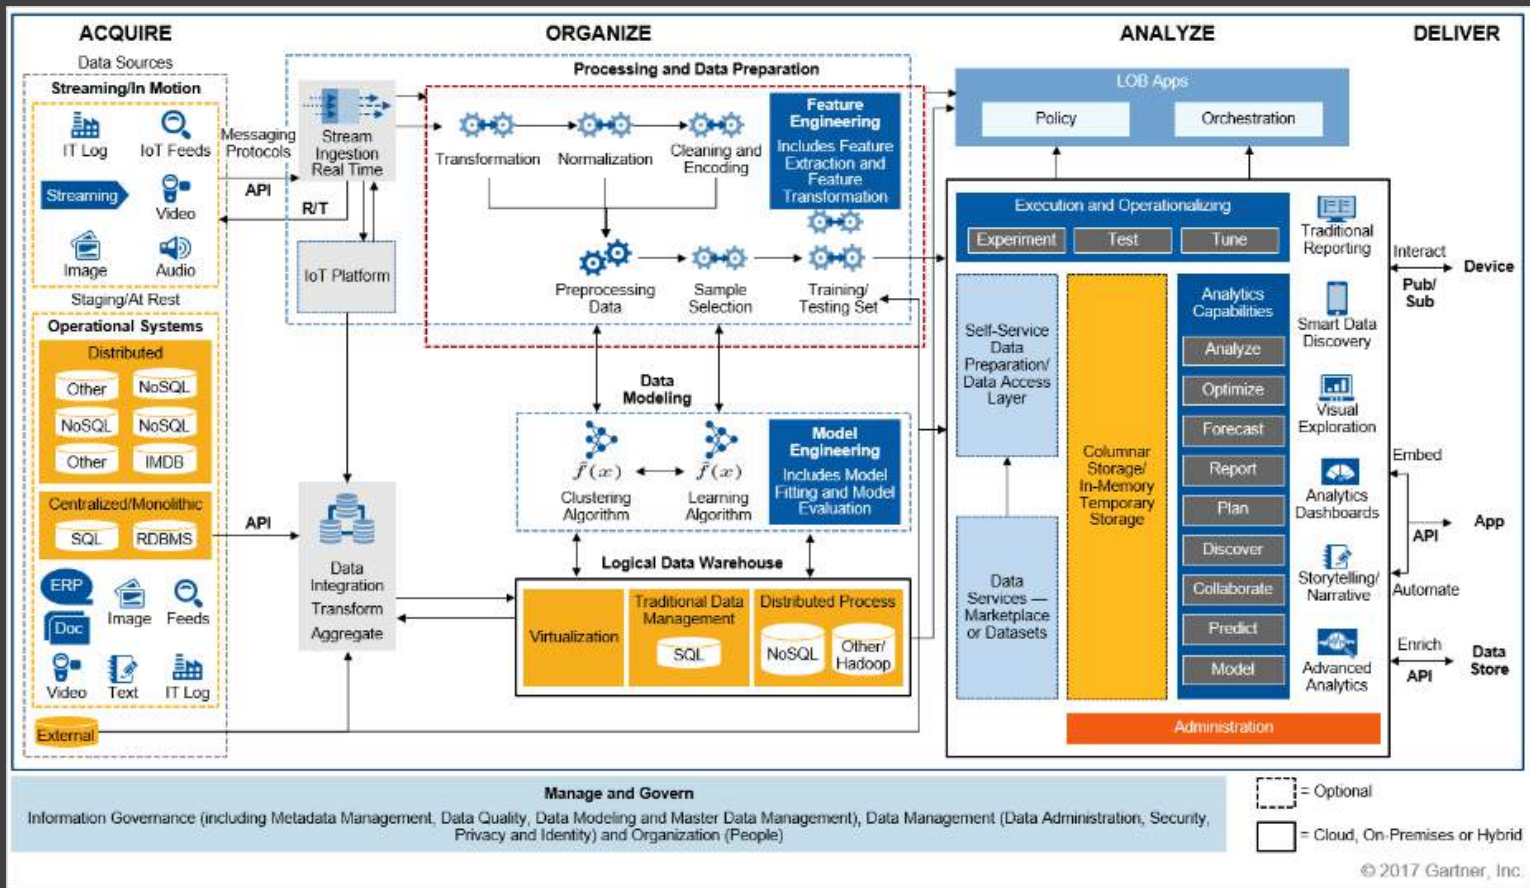 ACQUIRE
ORGANIZE
ANALYZE
DELIVER
Data Sources
Streaming/In Motion
IT Log
IoT Feeds
Streaming
Video
Image
Audio
Staging/At Rest
Operational Systems
Distributed
Other
NoSQL
NoSQL
NoSQL
Other
IMDB
Centralized/Monolithic
SQL
RDBMS
ERP
Doc
Image
Feeds
Video
Text
IT Log
External
Messaging
Protocols
API
R/T
API
Processing and Data Preparation
Stream
Ingestion
Real Time
IoT Platform
Transformation
Normalization
Cleaning and
Encoding
Feature
Engineering
Includes Feature
Extraction and
Feature
Transformation
Preprocessing
Data
Sample
Selection
Training/
Testing Set
Data
Modeling
f̂(x)
f̂(x)
Clustering
Algorithm
Learning
Algorithm
Model
Engineering
Includes Model
Fitting and Model
Evaluation
Data
Integration
Transform
Aggregate
Logical Data Warehouse
Virtualization
Traditional Data
Management
SQL
Distributed Process
NoSQL
Other/
Hadoop
LOB Apps
Policy
Orchestration
Execution and Operationalizing
Experiment
Test
Tune
Self-Service
Data
Preparation/
Data Access
Layer
Data
Services —
Marketplace
or Datasets
Columnar
Storage/
In-Memory
Temporary
Storage
Analytics
Capabilities
Analyze
Optimize
Forecast
Report
Plan
Discover
Collaborate
Predict
Model
Administration
Traditional
Reporting
Smart Data
Discovery
Visual
Exploration
Analytics
Dashboards
Storytelling/
Narrative
Advanced
Analytics
Interact
Pub/
Sub
Device
Embed
API
App
Automate
Enrich
API
Data
Store
Manage and Govern
Information Governance (including Metadata Management, Data Quality, Data Modeling and Master Data Management), Data Management (Data Administration, Security,
Privacy and Identity) and Organization (People)
= Optional
= Cloud, On-Premises or Hybrid
© 2017 Gartner, Inc.